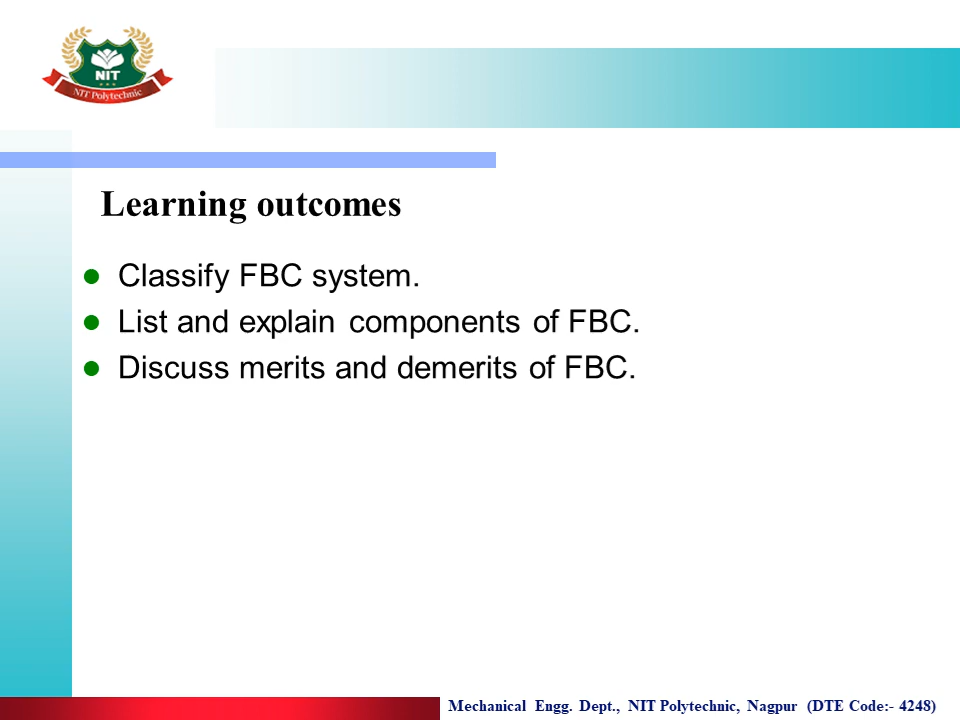 NIT
NIT Polytechnic
Learning outcomes
Classify FBC system.
List and explain components of FBC.
Discuss merits and demerits of FBC.
Mechanical Engg. Dept., NIT Polytechnic, Nagpur (DTE Code:- 4248)